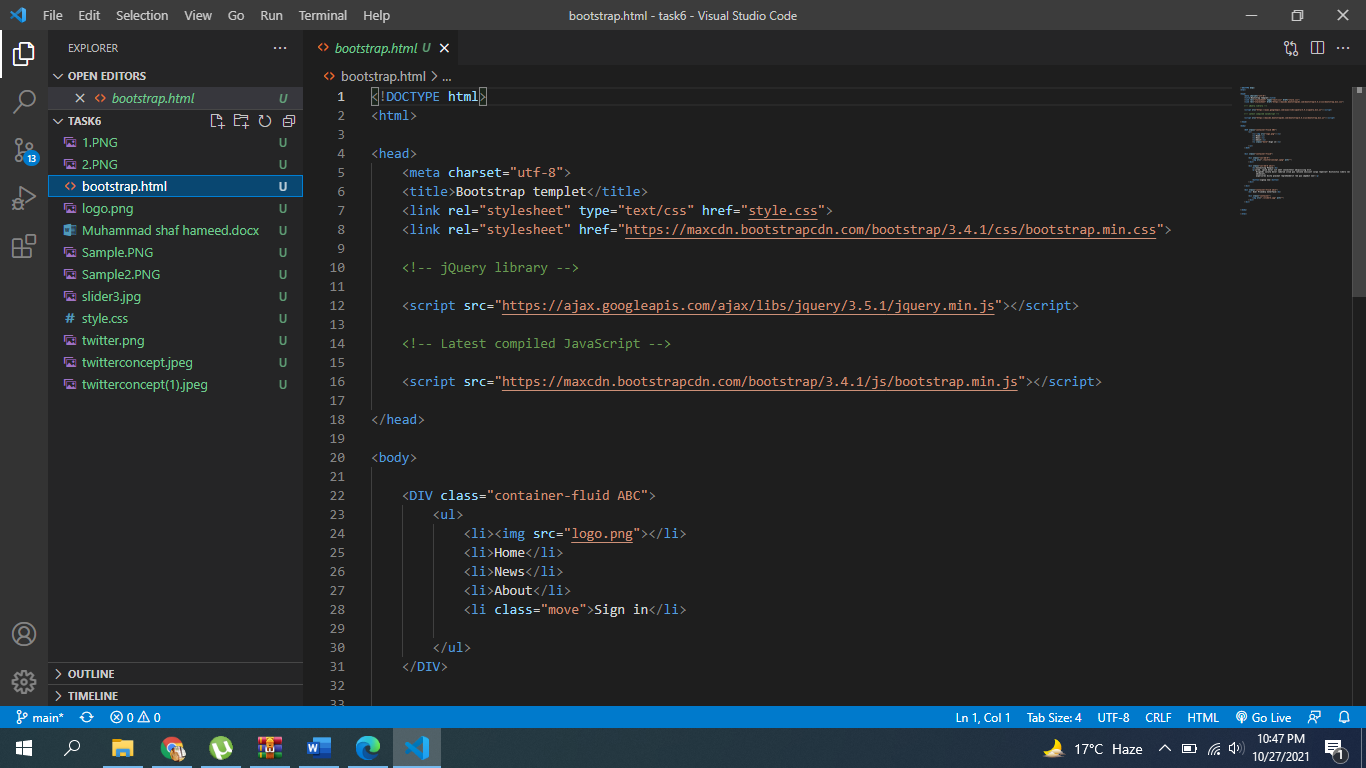 File Edit Selection View Go Run Terminal Help
bootstrap.html - task6 - Visual Studio Code
EXPLORER
OPEN EDITORS
bootstrap.html U
TASK6
1.PNG U
2.PNG U
bootstrap.html U
logo.png U
Muhammad shaf hameed.docx U
Sample.PNG U
Sample2.PNG U
slider3.jpg U
style.css U
twitter.png U
twitterconcept.jpeg U
twitterconcept(1).jpeg U
OUTLINE
TIMELINE
13
bootstrap.html U
bootstrap.html > ...
1 <!DOCTYPE html>
2 <html>
3
4 <head>
5 <meta charset="utf-8">
6 <title>Bootstrap templet</title>
7 <link rel="stylesheet" type="text/css" href="style.css">
8 <link rel="stylesheet" href="https://maxcdn.bootstrapcdn.com/bootstrap/3.4.1/css/bootstrap.min.css">
9
10 <!-- jQuery library -->
11
12 <script src="https://ajax.googleapis.com/ajax/libs/jquery/3.5.1/jquery.min.js"></script>
13
14 <!-- Latest compiled JavaScript -->
15
16 <script src="https://maxcdn.bootstrapcdn.com/bootstrap/3.4.1/js/bootstrap.min.js"></script>
17
18 </head>
19
20 <body>
21
22 <DIV class="container-fluid ABC">
23 <ul>
24 <li><img src="logo.png"></li>
25 <li>Home</li>
26 <li>News</li>
27 <li>About</li>
28 <li class="move">Sign in</li>
29
30 </ul>
31 </DIV>
32
33
main* 0 0
Ln 1, Col 1 Tab Size: 4 UTF-8 CRLF HTML Go Live
17°C Haze
10:47 PM
10/27/2021
1